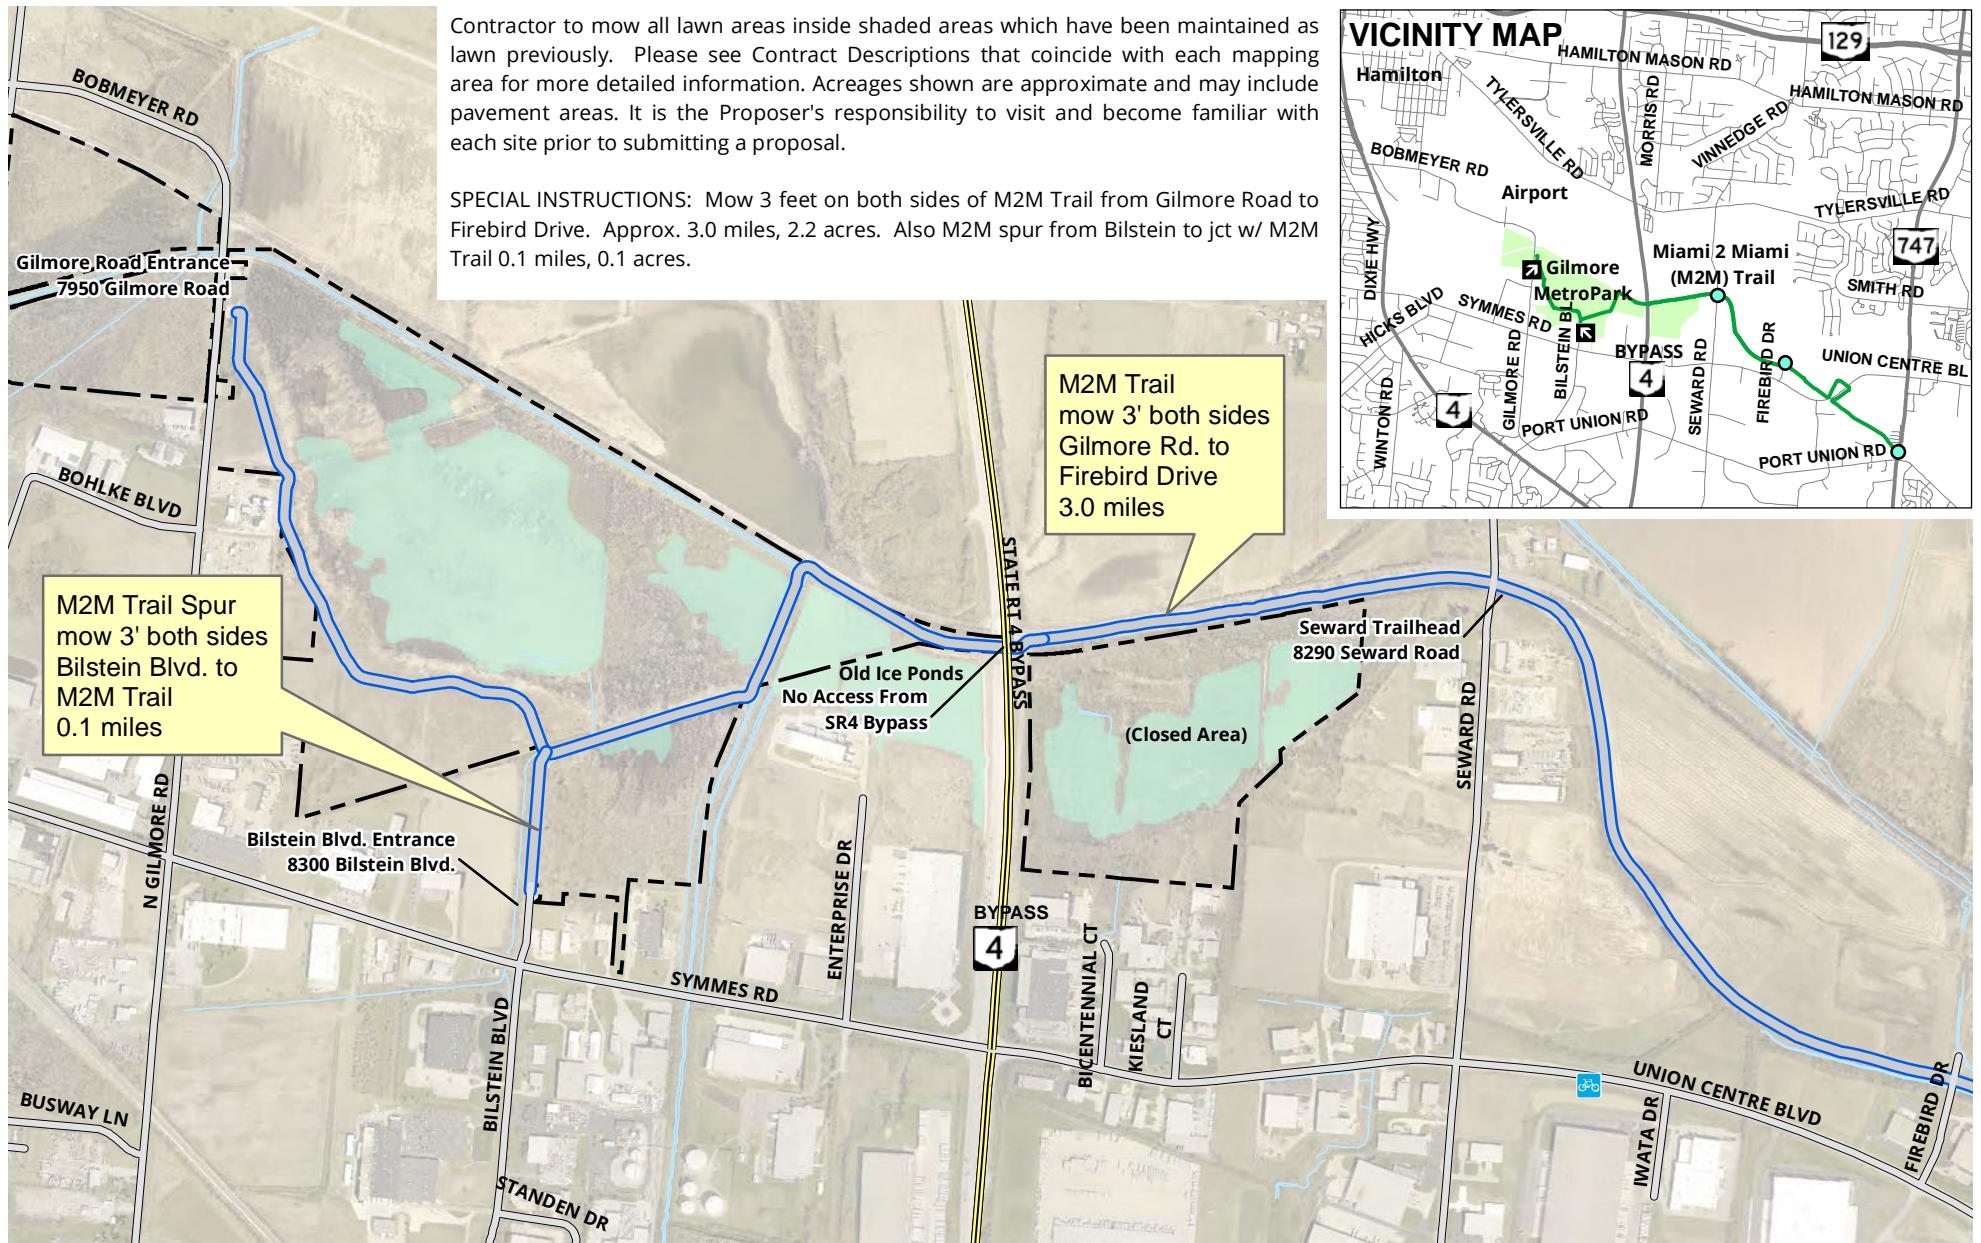 Contractor to mow all lawn areas inside shaded areas which have been maintained as
lawn previously. Please see Contract Descriptions that coincide with each mapping
area for more detailed information. Acreages shown are approximate and may include
pavement areas. It is the Proposer's responsibility to visit and become familiar with
each site prior to submitting a proposal.
SPECIAL INSTRUCTIONS: Mow 3 feet on both sides of M2M Trail from Gilmore Road to
Firebird Drive. Approx. 3.0 miles, 2.2 acres. Also M2M spur from Bilstein to jct w/ M2M
Trail 0.1 miles, 0.1 acres.
VICINITY MAP
129
HAMILTON MASON RD
Hamilton
TYLERSVILLE RD
MORRIS RD
HAMILTON MASON RD
VINNEDGE RD
BOBMEYER RD
Airport
TYLERSVILLE RD
DIXIE HWY
747
Miami 2 Miami
(M2M) Trail
Gilmore
MetroPark
SMITH RD
HICKS BLVD
SYMMES RD
GILMORE RD
BILSTEIN BL
BYPASS
4
SEWARD RD
FIREBIRD DR
UNION CENTRE BL
WINTON RD
4
PORT UNION RD
PORT UNION RD
BOBMEYER RD
Gilmore Road Entrance
7950 Gilmore Road
BOHLKE BLVD
M2M Trail
mow 3' both sides
Gilmore Rd. to
Firebird Drive
3.0 miles
STATE RT 4 BYPASS
M2M Trail Spur
mow 3' both sides
Bilstein Blvd. to
M2M Trail
0.1 miles
Seward Trailhead
8290 Seward Road
Old Ice Ponds
No Access From
SR4 Bypass
(Closed Area)
SEWARD RD
N GILMORE RD
Bilstein Blvd. Entrance
8300 Bilstein Blvd.
ENTERPRISE DR
BYPASS
4
SYMMES RD
BICENTENNIAL CT
KIESLAND
CT
BILSTEIN BLVD
UNION CENTRE BLVD
IWATA DR
FIREBIRD DR
BUSWAY LN
STANDEN DR